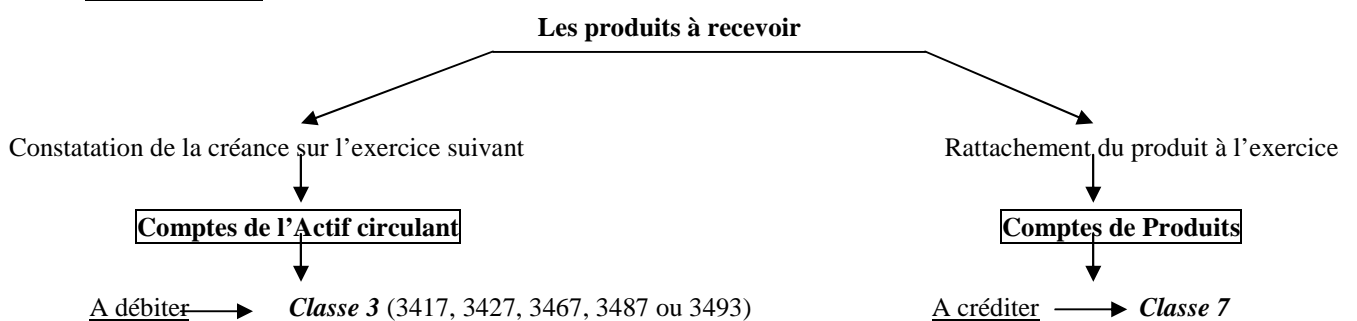 Les produits à recevoir
Constatation de la créance sur l’exercice suivant
Rattachement du produit à l’exercice
Comptes de l’Actif circulant
Comptes de Produits
A débiter
Classe 3 (3417, 3427, 3467, 3487 ou 3493)
A créditer
Classe 7